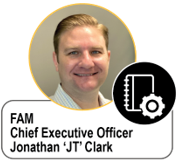 FAM
Chief Executive Officer
Jonathan ‘JT’ Clark